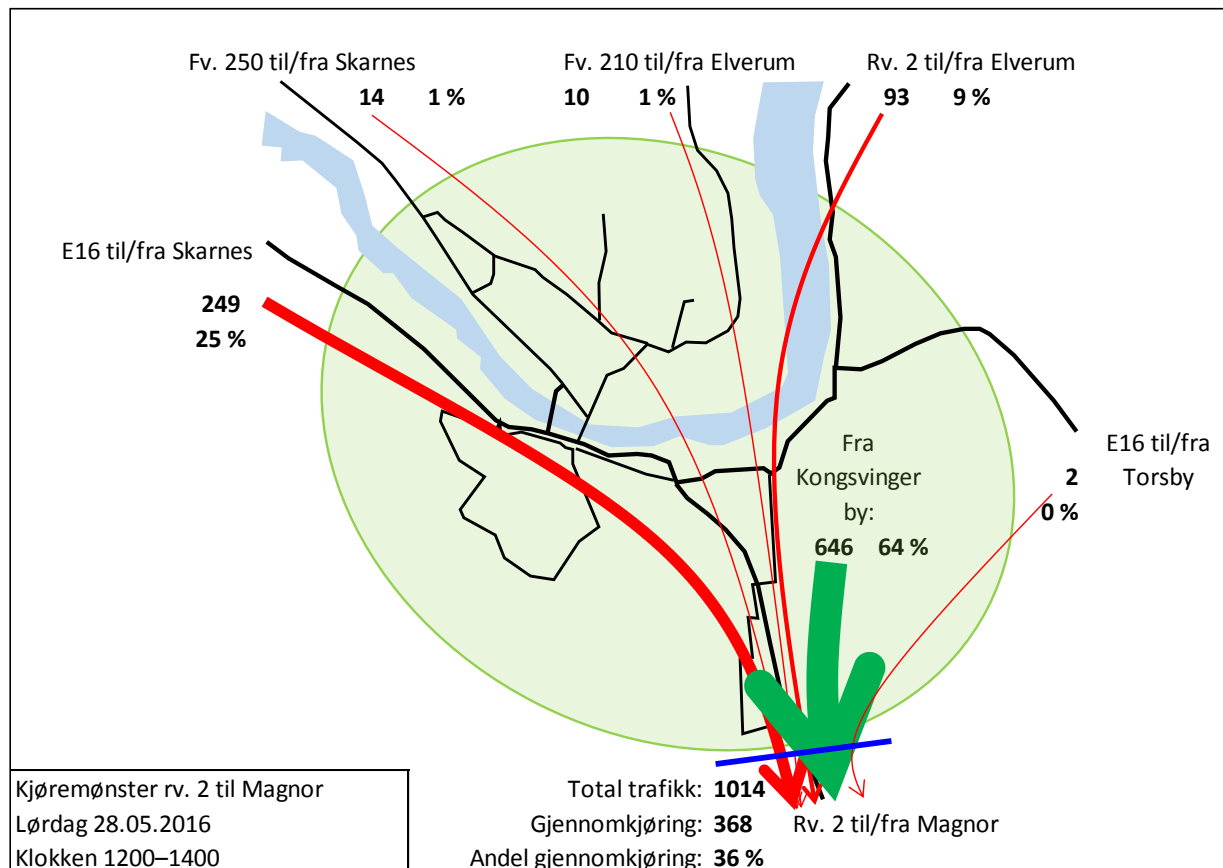 Fv. 250 til/fra Skarnes
14 1 %
Fv. 210 til/fra Elverum
10 1 %
Rv. 2 til/fra Elverum
93 9 %
E16 til/fra Skarnes
249
25 %
Fra
Kongsvinger
by:
646 64 %
E16 til/fra
Torsby
2
0 %
Kjøremønster rv. 2 til Magnor
Lørdag 28.05.2016
Klokken 1200–1400
Total trafikk: 1014
Gjennomkjøring: 368
Andel gjennomkjøring: 36 %
Rv. 2 til/fra Magnor